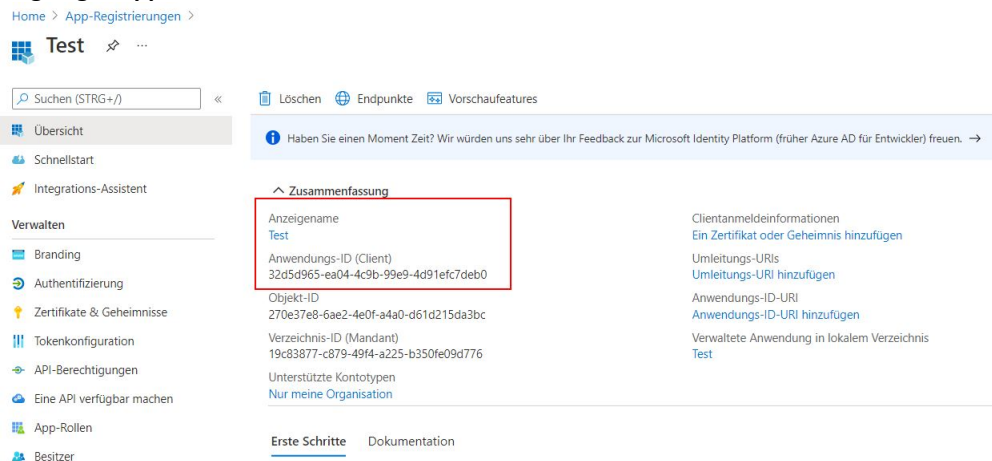 Home > App-Registrierungen >
Test
Suchen (STRG+/)
«
Übersicht
Schnellstart
Integrations-Assistent
Verwalten
Branding
Authentifizierung
Zertifikate & Geheimnisse
Tokenkonfiguration
API-Berechtigungen
Eine API verfügbar machen
App-Rollen
Besitzer
Löschen Endpunkte Vorschaufeatures
Haben Sie einen Moment Zeit? Wir würden uns sehr über Ihr Feedback zur Microsoft Identity Platform (früher Azure AD für Entwickler) freuen. →
Zusammenfassung
Anzeigename
Test
Anwendungs-ID (Client)
32d5d965-ea04-4c9b-99e9-4d91efc7deb0
Objekt-ID
270e37e8-6ae2-4e0f-a4a0-d61d215da3bc
Verzeichnis-ID (Mandant)
19c83877-c879-49f4-a225-b350fe09d776
Unterstützte Kontotypen
Nur meine Organisation
Clientanmeldeinformationen
Ein Zertifikat oder Geheimnis hinzufügen
Umleitungs-URIs
Umleitungs-URI hinzufügen
Anwendungs-ID-URI
Anwendungs-ID-URI hinzufügen
Verwaltete Anwendung in lokalem Verzeichnis
Test
Erste Schritte Dokumentation